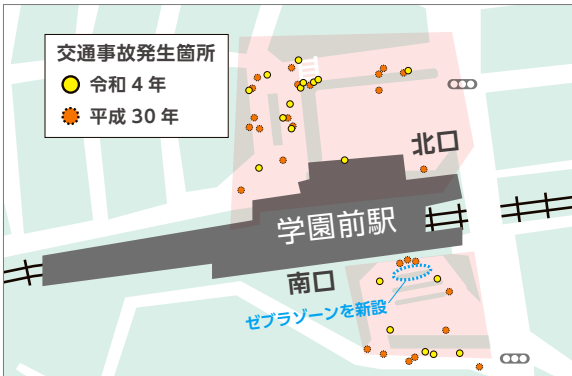 交通事故発生箇所
令和4年
平成30年
北口
学園前駅
南口
ゼブラゾーンを新設